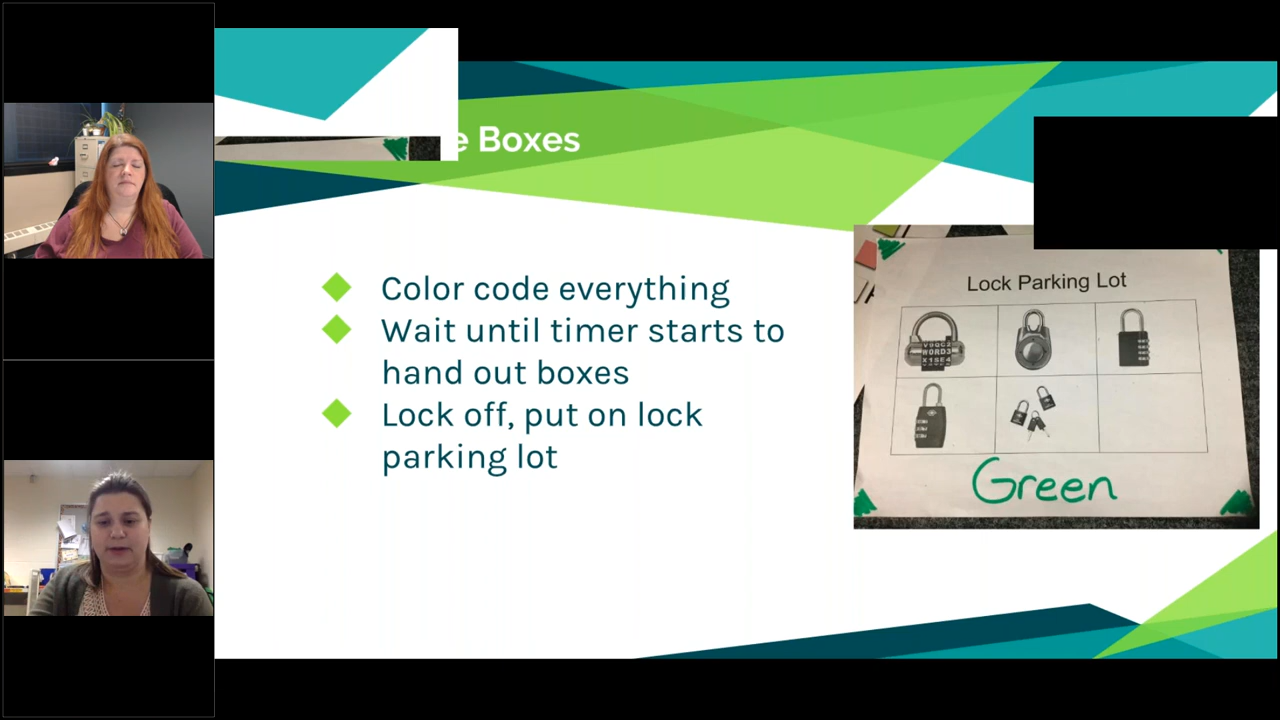 e Boxes
Color code everything
Wait until timer starts to
hand out boxes
Lock off, put on lock
parking lot
Lock Parking Lot
WORD3
Green